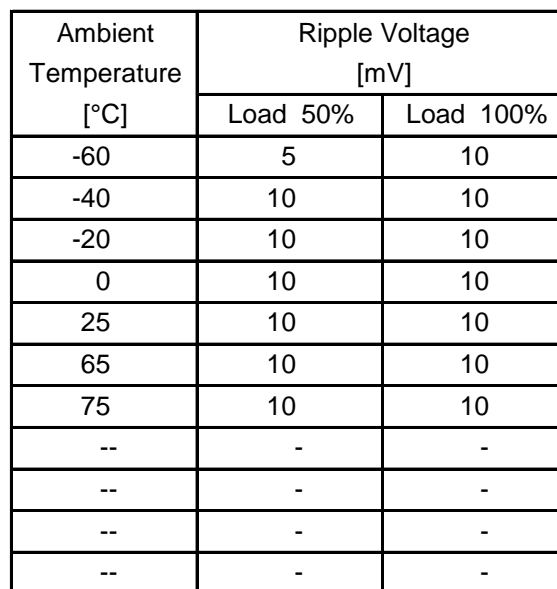 Ambient Temperature [°C] Ripple Voltage [mV]
Load 50% Load 100%
-60 5 10
-40 10 10
-20 10 10
0 10 10
25 10 10
65 10 10
75 10 10
-- - -
-- - -
-- - -
-- - -